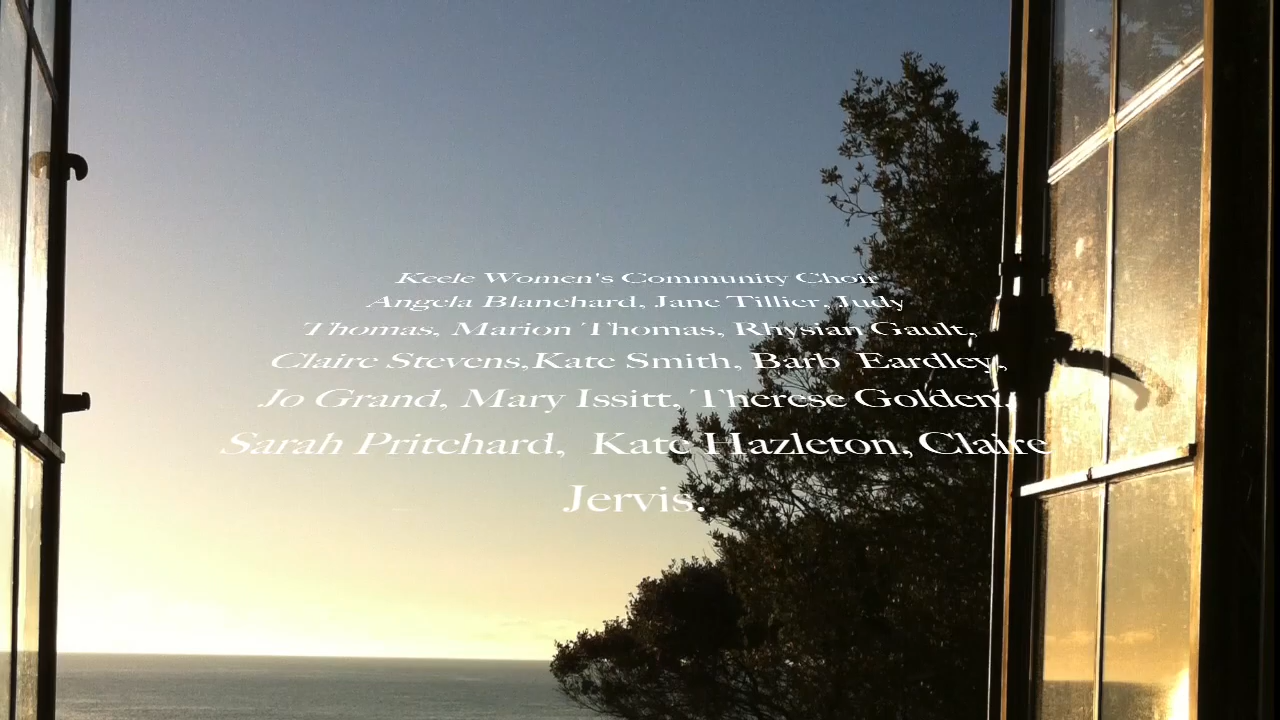 Keele Women's Community Choir
Angela Blanchard, Jane Tillier, Judy
Thomas, Marion Thomas, Rhysian Gault,
Claire Stevens,Kate Smith, Barb Eardley,
Jo Grand, Mary Issitt, Therese Golden,
Sarah Pritchard, Kate Hazleton, Claire
Jervis.